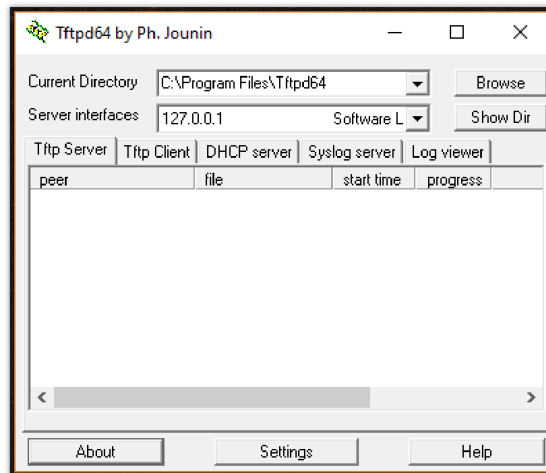 Tftpd64 by Ph. Jounin
Current Directory C:\Program Files\Tftpd64 Browse
Server interfaces 127.0.0.1 Software L Show Dir
Tftp Server Tftp Client DHCP server Syslog server Log viewer
peer file start time progress
About Settings Help